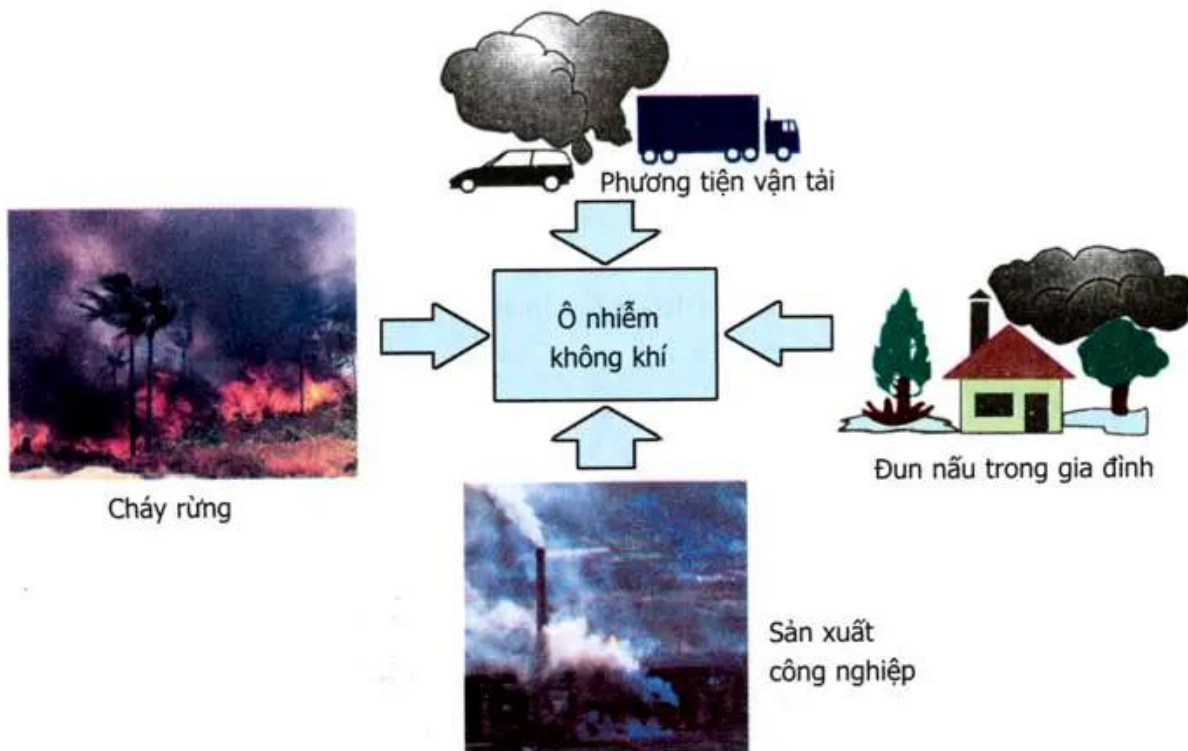 Phương tiện vận tải
Ô nhiễm
không khí
Đun nấu trong gia đình
Cháy rừng
Sản xuất
công nghiệp